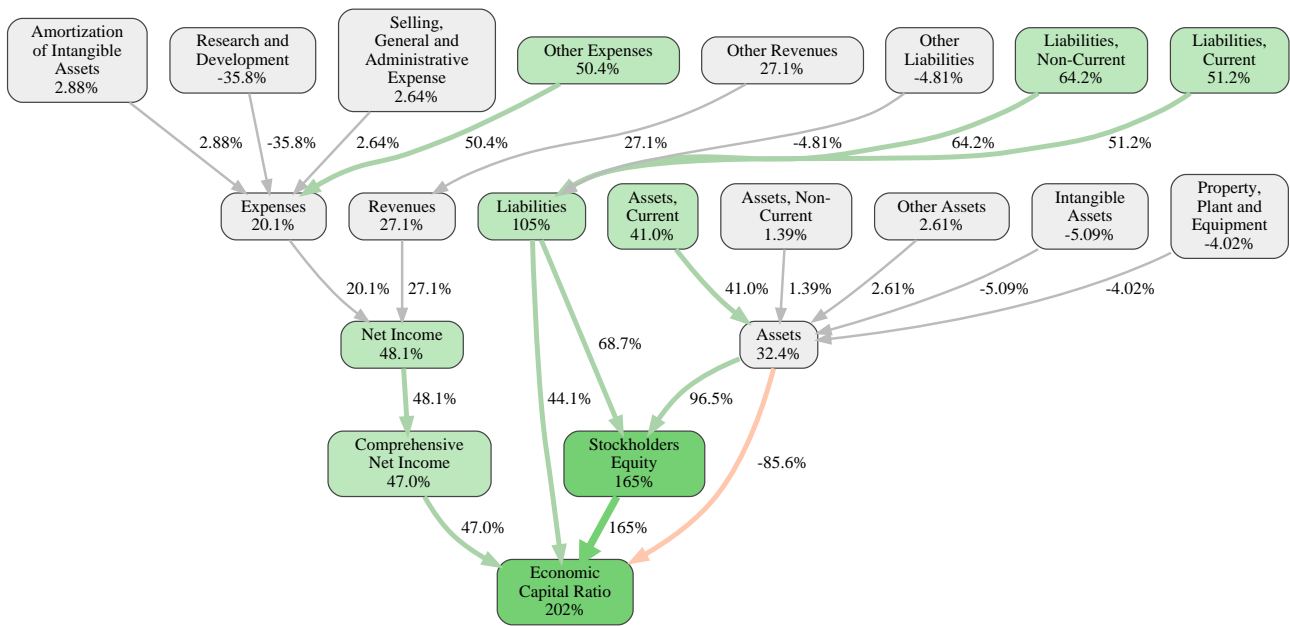 Amortization
of Intangible
Assets
2.88%
Research and
Development
-35.8%
Selling,
General and
Administrative
Expense
2.64%
Other Expenses
50.4%
Other Revenues
27.1%
Other
Liabilities
-4.81%
Liabilities,
Non-Current
64.2%
Liabilities,
Current
51.2%
2.88%
-35.8%
2.64%
50.4%
27.1%
-4.81%
64.2%
51.2%
Expenses
20.1%
Revenues
27.1%
Liabilities
105%
Assets,
Current
41.0%
Assets, Non-
Current
1.39%
Other Assets
2.61%
Intangible
Assets
-5.09%
Property,
Plant and
Equipment
-4.02%
20.1%
27.1%
41.0%
1.39%
2.61%
-5.09%
-4.02%
Net Income
48.1%
Assets
32.4%
68.7%
48.1%
44.1%
96.5%
-85.6%
Comprehensive
Net Income
47.0%
Stockholders
Equity
165%
47.0%
165%
Economic
Capital Ratio
202%